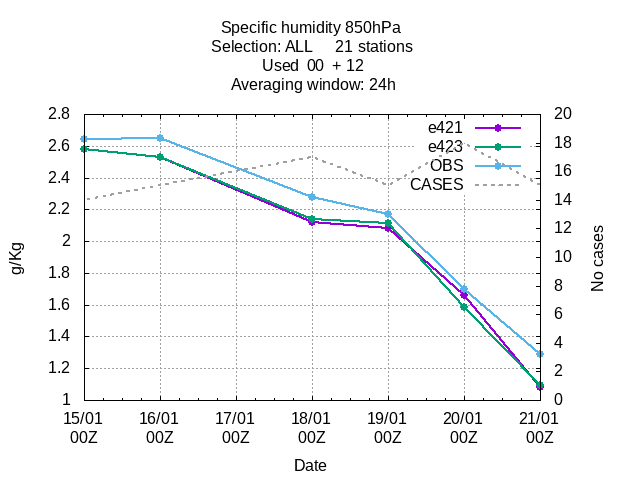 Specific humidity 850hPa
Selection: ALL     21 stations
Used  00  + 12
Averaging window: 24h
2.8
2.6
2.4
2.2
2
1.8
1.6
1.4
1.2
1
20
18
16
14
12
10
8
6
4
2
0
e421
e423
OBS
CASES
g/Kg
No cases
15/01 16/01 17/01 18/01 19/01 20/01 21/01
00Z 00Z 00Z 00Z 00Z 00Z 00Z
Date